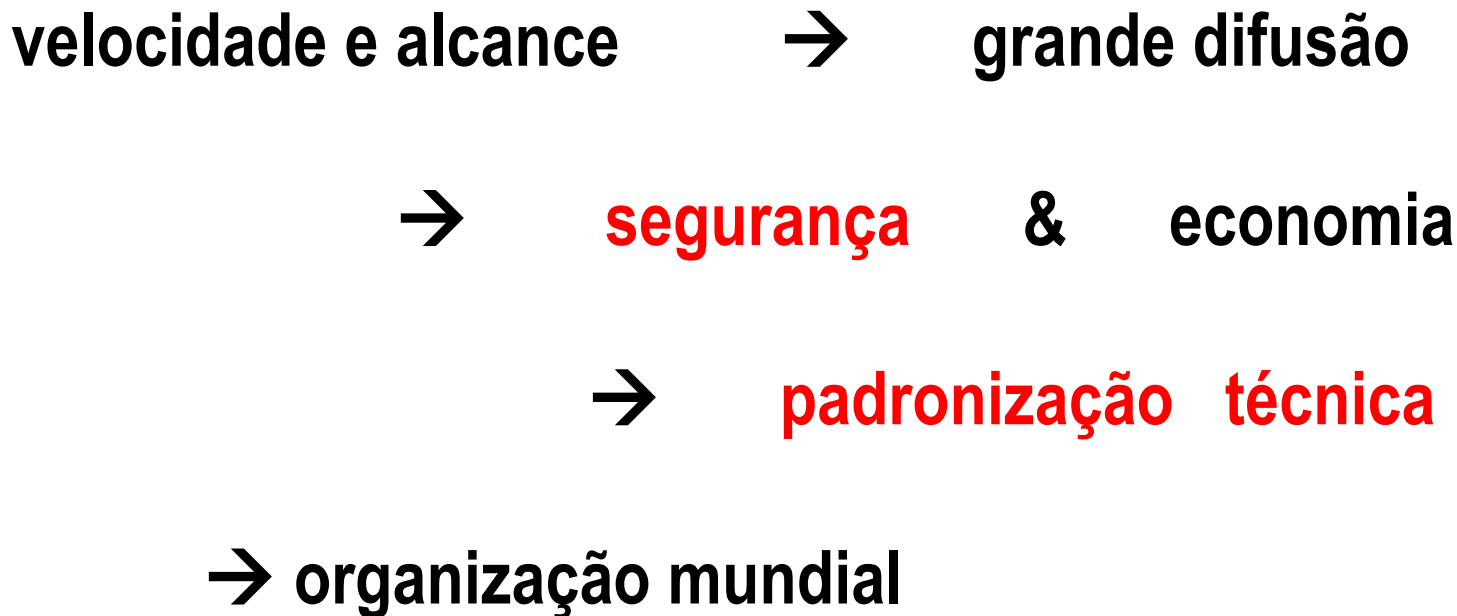 velocidade e alcance → grande difusão
→ segurança & economia
→ padronização técnica
→ organização mundial